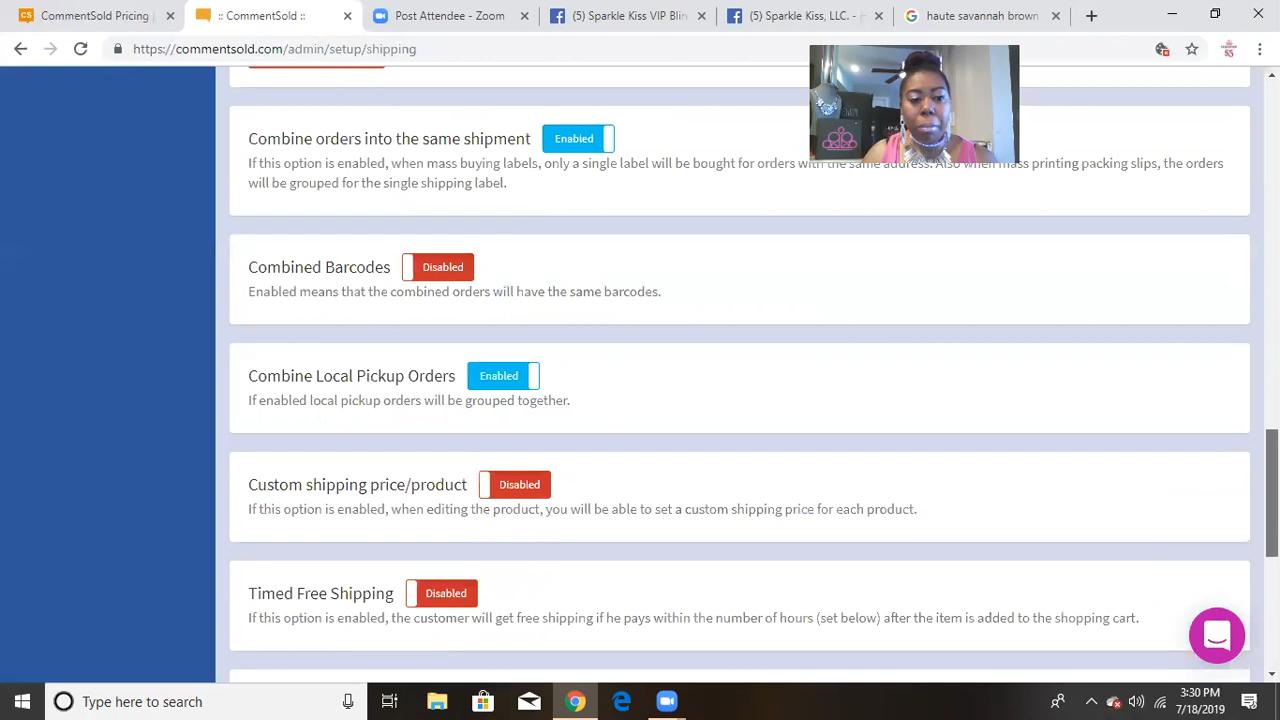 CommentSold Pricing |
:: CommentSold ::
Post Attendee - Zoom
(5) Sparkle Kiss VIP Blin
(5) Sparkle Kiss, LLC. -
haute savannah brown
https://commentsold.com/admin/setup/shipping
Combine orders into the same shipment Enabled
If this option is enabled, when mass buying labels, only a single label will be bought for orders with the same address. Also when mass printing packing slips, the orders
will be grouped for the single shipping label.
Combined Barcodes Disabled
Enabled means that the combined orders will have the same barcodes.
Combine Local Pickup Orders Enabled
If enabled local pickup orders will be grouped together.
Custom shipping price/product Disabled
If this option is enabled, when editing the product, you will be able to set a custom shipping price for each product.
Timed Free Shipping Disabled
If this option is enabled, the customer will get free shipping if he pays within the number of hours (set below) after the item is added to the shopping cart.
Type here to search
3:30 PM
7/18/2019